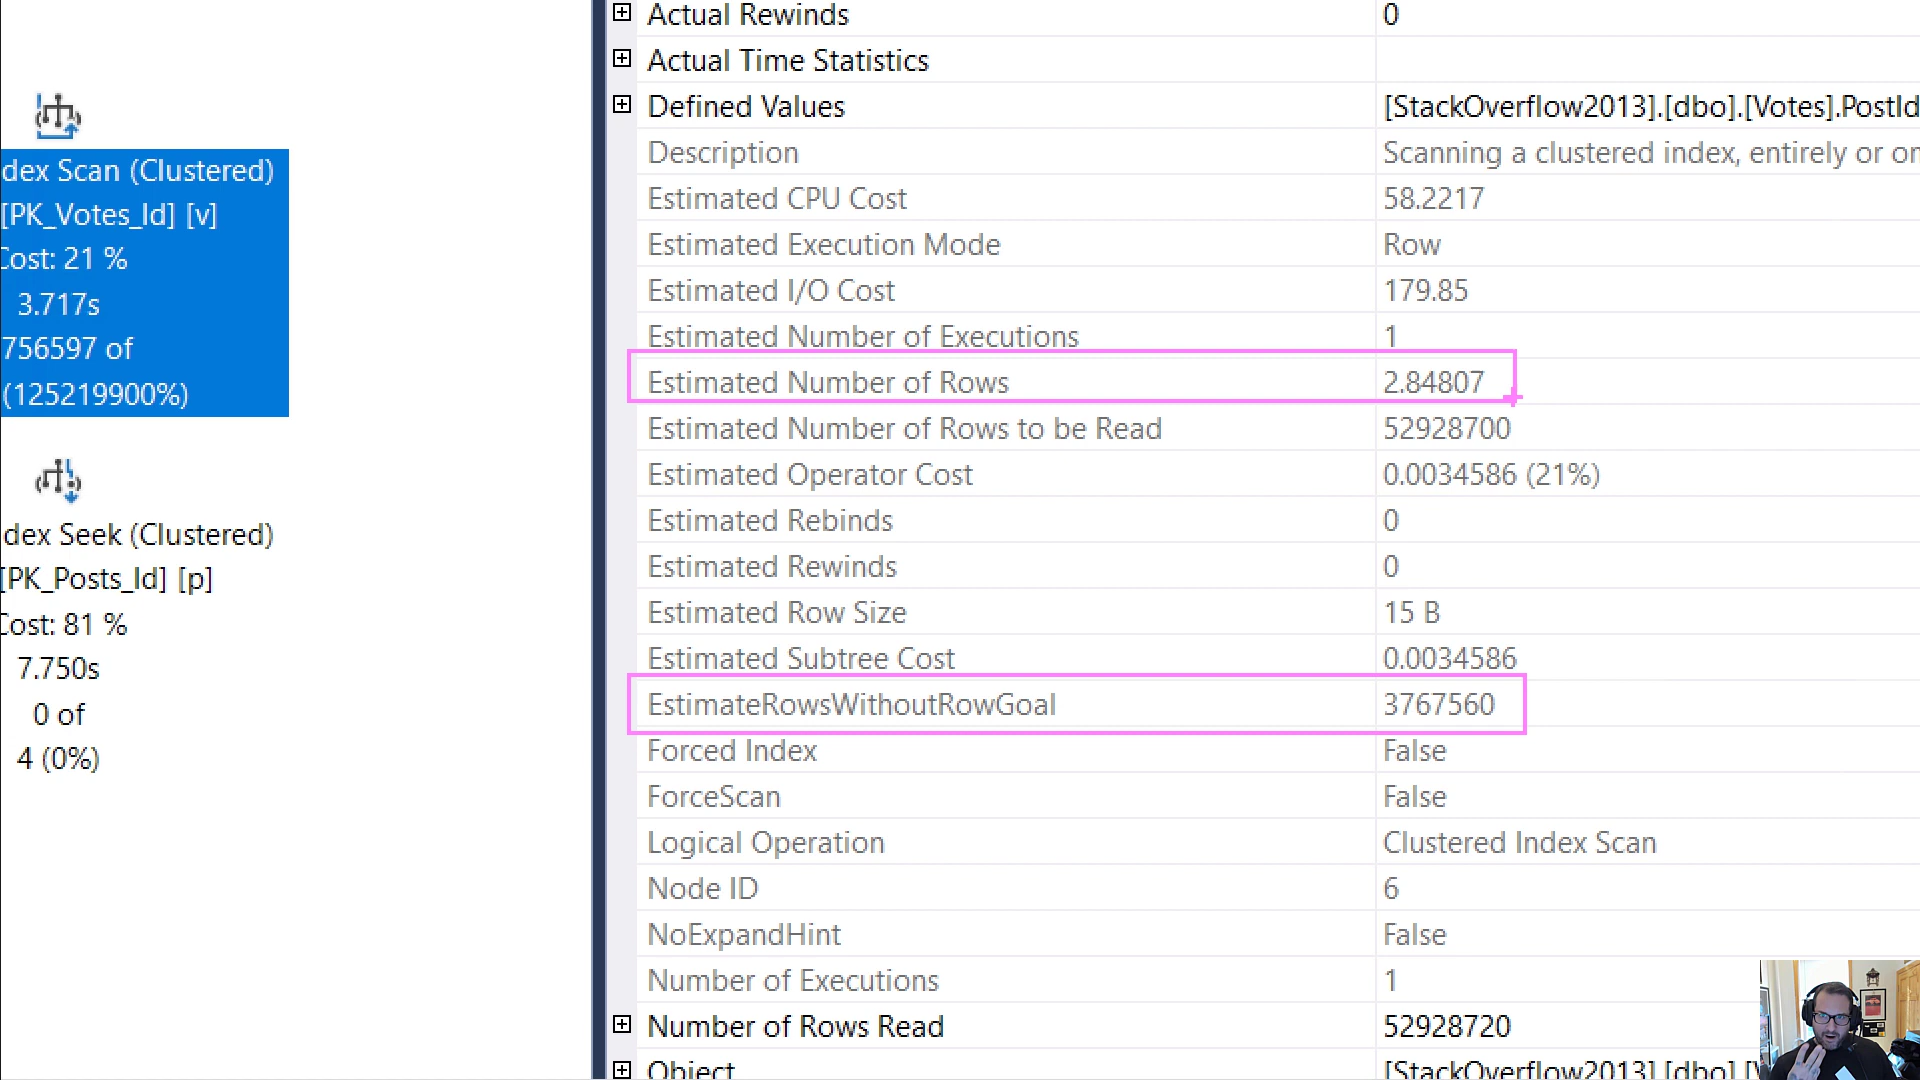 dex Scan (Clustered)
[PK_Votes_Id] [v]
Cost: 21 %
3.717s
756597 of
(125219900%)
dex Seek (Clustered)
[PK_Posts_Id] [p]
Cost: 81 %
7.750s
0 of
4 (0%)
Actual Rewinds 0
Actual Time Statistics
Defined Values [StackOverflow2013].[dbo].[Votes].PostId
Description Scanning a clustered index, entirely or on
Estimated CPU Cost 58.2217
Estimated Execution Mode Row
Estimated I/O Cost 179.85
Estimated Number of Executions 1
Estimated Number of Rows 2.84807
Estimated Number of Rows to be Read 52928700
Estimated Operator Cost 0.0034586 (21%)
Estimated Rebinds 0
Estimated Rewinds 0
Estimated Row Size 15 B
Estimated Subtree Cost 0.0034586
EstimateRowsWithoutRowGoal 3767560
Forced Index False
ForceScan False
Logical Operation Clustered Index Scan
Node ID 6
NoExpandHint False
Number of Executions 1
Number of Rows Read 52928720
Object [StackOverflow2013].[dbo].[V